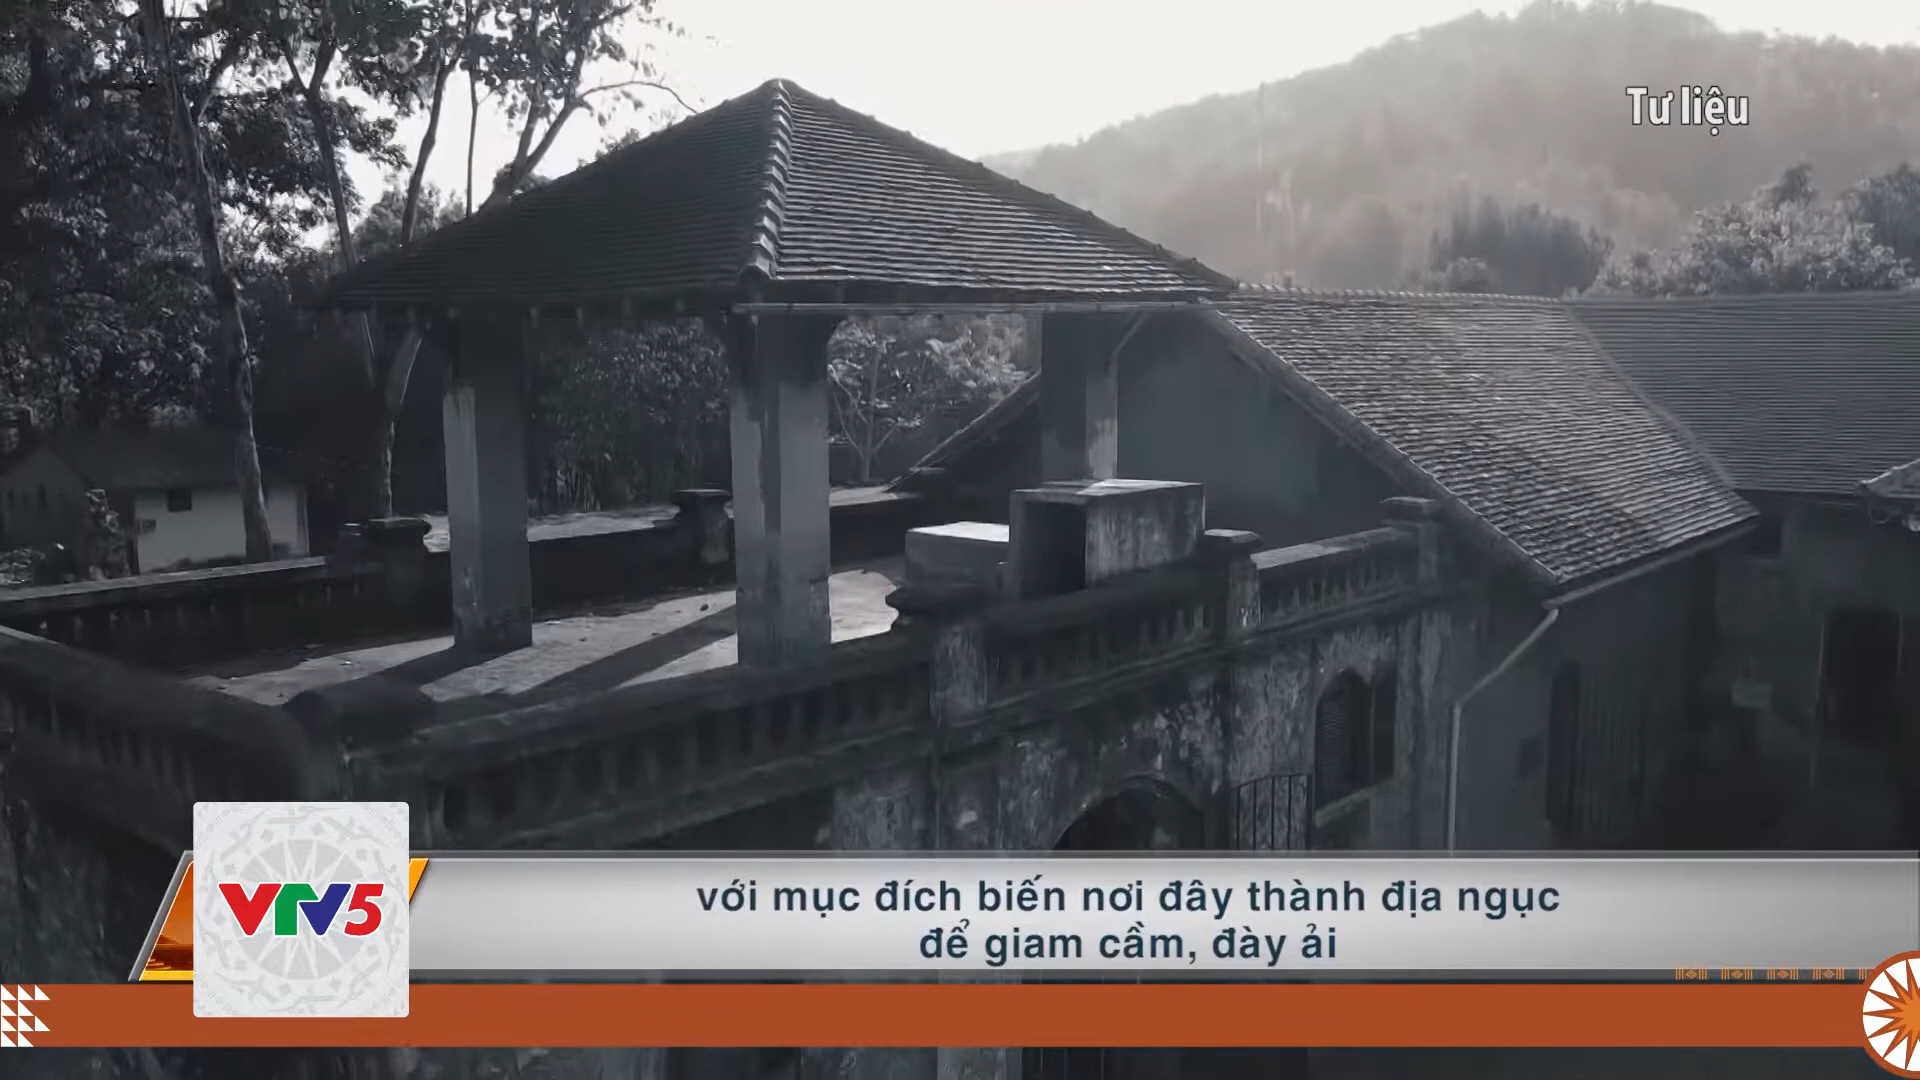 Tư liệu
với mục đích biến nơi đây thành địa ngục
để giam cầm, đày ải
VTV5